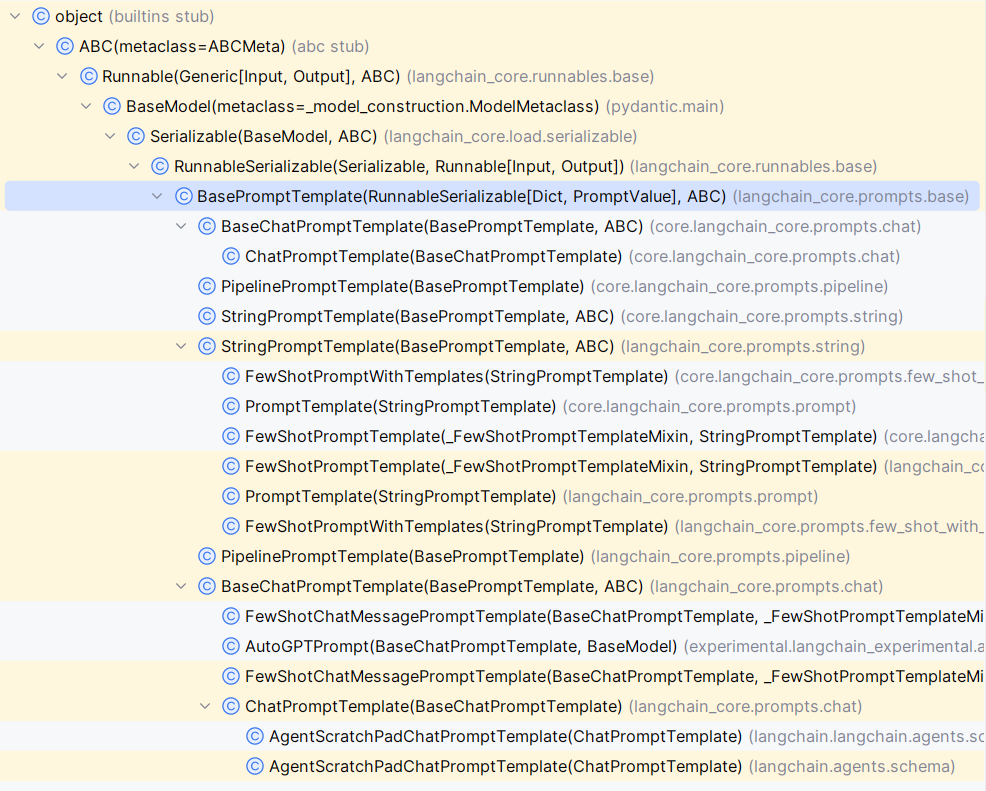 object (builtins stub)
ABC(metaclass=ABCMeta) (abc stub)
Runnable(Generic[Input, Output], ABC) (langchain_core.runnables.base)
BaseModel(metaclass=_model_construction.ModelMetaclass) (pydantic.main)
Serializable(BaseModel, ABC) (langchain_core.load.serializable)
RunnableSerializable(Serializable, Runnable[Input, Output]) (langchain_core.runnables.base)
BasePromptTemplate(RunnableSerializable[Dict, PromptValue], ABC) (langchain_core.prompts.base)
BaseChatPromptTemplate(BasePromptTemplate, ABC) (core.langchain_core.prompts.chat)
ChatPromptTemplate(BaseChatPromptTemplate) (core.langchain_core.prompts.chat)
PipelinePromptTemplate(BasePromptTemplate) (core.langchain_core.prompts.pipeline)
StringPromptTemplate(BasePromptTemplate, ABC) (core.langchain_core.prompts.string)
StringPromptTemplate(BasePromptTemplate, ABC) (langchain_core.prompts.string)
FewShotPromptWithTemplates(StringPromptTemplate) (core.langchain_core.prompts.few_shot_
PromptTemplate(StringPromptTemplate) (core.langchain_core.prompts.prompt)
FewShotPromptTemplate(_FewShotPromptTemplateMixin, StringPromptTemplate) (core.langcha
FewShotPromptTemplate(_FewShotPromptTemplateMixin, StringPromptTemplate) (langchain_co
PromptTemplate(StringPromptTemplate) (langchain_core.prompts.prompt)
FewShotPromptWithTemplates(StringPromptTemplate) (langchain_core.prompts.few_shot_with_
PipelinePromptTemplate(BasePromptTemplate) (langchain_core.prompts.pipeline)
BaseChatPromptTemplate(BasePromptTemplate, ABC) (langchain_core.prompts.chat)
FewShotChatMessagePromptTemplate(BaseChatPromptTemplate, _FewShotPromptTemplateMi
AutoGPTPrompt(BaseChatPromptTemplate, BaseModel) (experimental.langchain_experimental.a
FewShotChatMessagePromptTemplate(BaseChatPromptTemplate, _FewShotPromptTemplateMi
ChatPromptTemplate(BaseChatPromptTemplate) (langchain_core.prompts.chat)
AgentScratchPadChatPromptTemplate(ChatPromptTemplate) (langchain.langchain.agents.sc
AgentScratchPadChatPromptTemplate(ChatPromptTemplate) (langchain.agents.schema)